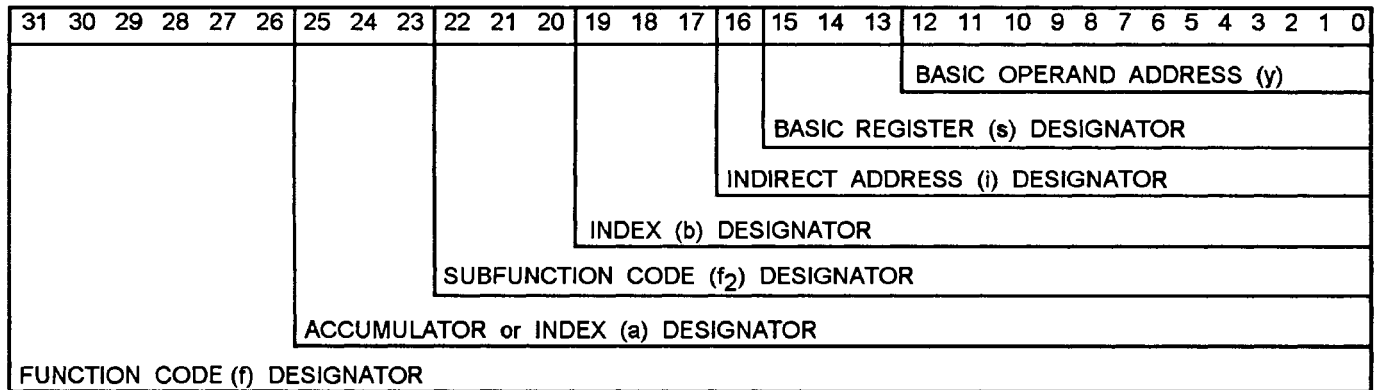 31 30 29 28 27 26 25 24 23 22 21 20 19 18 17 16 15 14 13 12 11 10 9 8 7 6 5 4 3 2 1 0
BASIC OPERAND ADDRESS (y)
BASIC REGISTER (s) DESIGNATOR
INDIRECT ADDRESS (i) DESIGNATOR
INDEX (b) DESIGNATOR
SUBFUNCTION CODE (f2) DESIGNATOR
ACCUMULATOR or INDEX (a) DESIGNATOR
FUNCTION CODE (f) DESIGNATOR